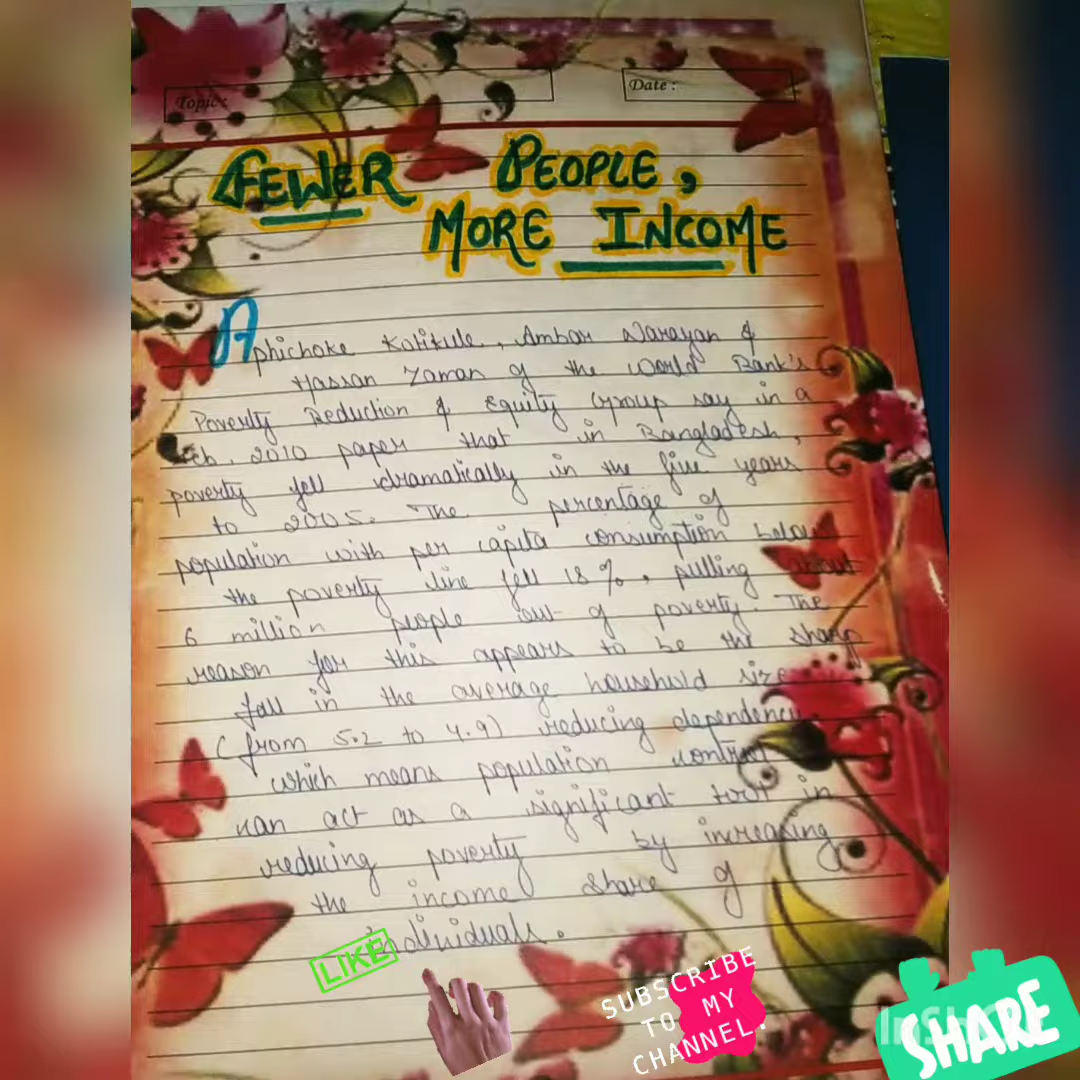 Topic:
Date :
FEWER PEOPLE,
MORE INCOME
Aphichoke Kotikule, Ambar Narayan &
Hassan Zaman of the World Bank's
Poverty Reduction & Equity Group say in a
Feb. 2010 paper that in Bangladesh,
poverty fell dramatically in the five years
to 2005. The percentage of
population with per capita consumption below
the poverty line fell 18%, pulling about
6 million people out of poverty. The
reason for this appears to be the sharp
fall in the average household size
(from 5.2 to 4.9) reducing dependency
which means population control
can act as a significant tool in
reducing poverty by increasing
the income share of
individuals.
LIKE
SUBSCRIBE
TO MY
CHANNEL.
SHARE